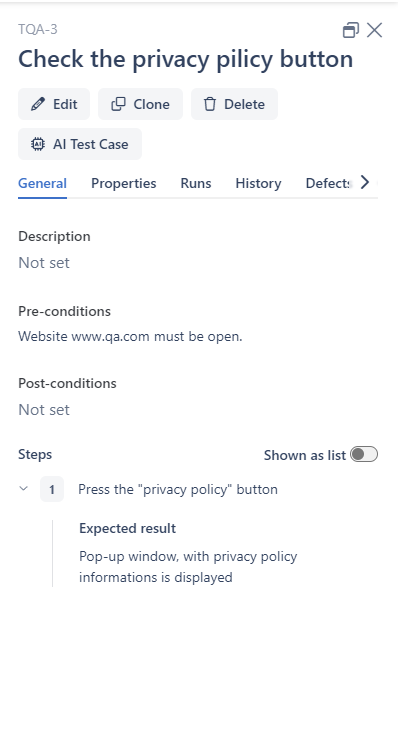 TQA-3
Check the privacy pilicy button
Edit
Clone
Delete
AI Test Case
General Properties Runs History Defects
Description
Not set
Pre-conditions
Website www.qa.com must be open.
Post-conditions
Not set
Steps
Shown as list
1 Press the "privacy policy" button
Expected result
Pop-up window, with privacy policy
informations is displayed